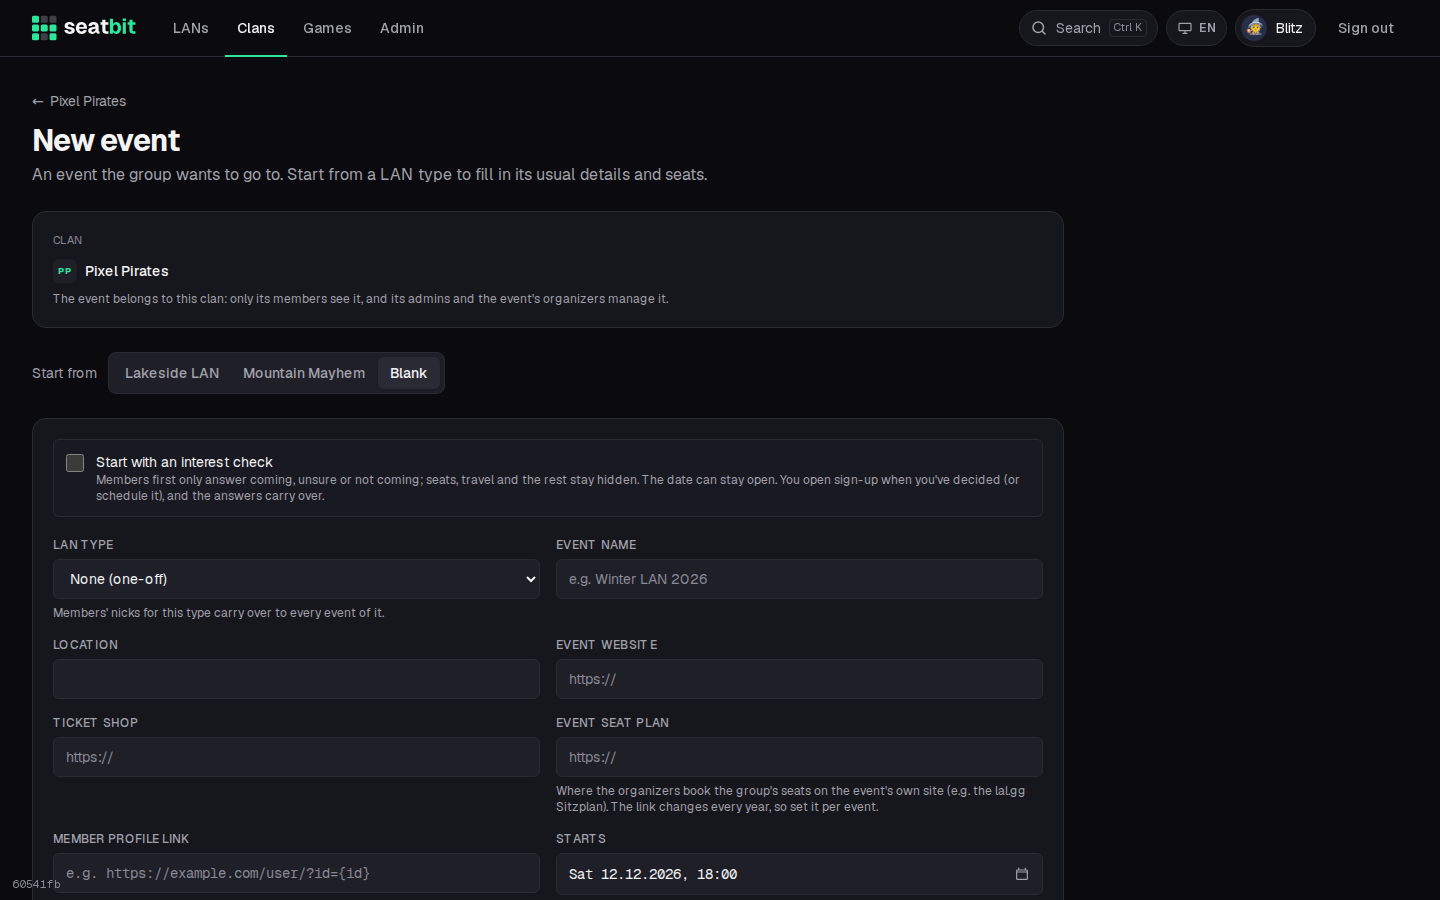 seatbit LANs Clans Games Admin Search Ctrl K EN Blitz Sign out
← Pixel Pirates
New event
An event the group wants to go to. Start from a LAN type to fill in its usual details and seats.
CLAN
PP Pixel Pirates
The event belongs to this clan: only its members see it, and its admins and the event's organizers manage it.
Start from Lakeside LAN Mountain Mayhem Blank
Start with an interest check
Members first only answer coming, unsure or not coming; seats, travel and the rest stay hidden. The date can stay open. You open sign-up when you've decided (or
schedule it), and the answers carry over.
LAN TYPE EVENT NAME
None (one-off) e.g. Winter LAN 2026
Members' nicks for this type carry over to every event of it.
LOCATION EVENT WEBSITE
https://
TICKET SHOP EVENT SEAT PLAN
https:// https://
Where the organizers book the group's seats on the event's own site (e.g. the lal.gg
Sitzplan). The link changes every year, so set it per event.
MEMBER PROFILE LINK STARTS
e.g. https://example.com/user/?id={id} Sat 12.12.2026, 18:00
60541fb